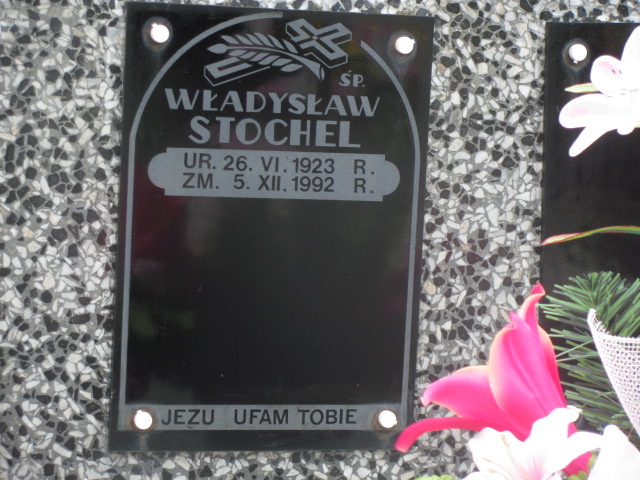 ŚP.
WŁADYSŁAW
STOCHEL
UR. 26. VI. 1923 R.
ZM. 5. XII. 1992 R.
JEZU UFAM TOBIE